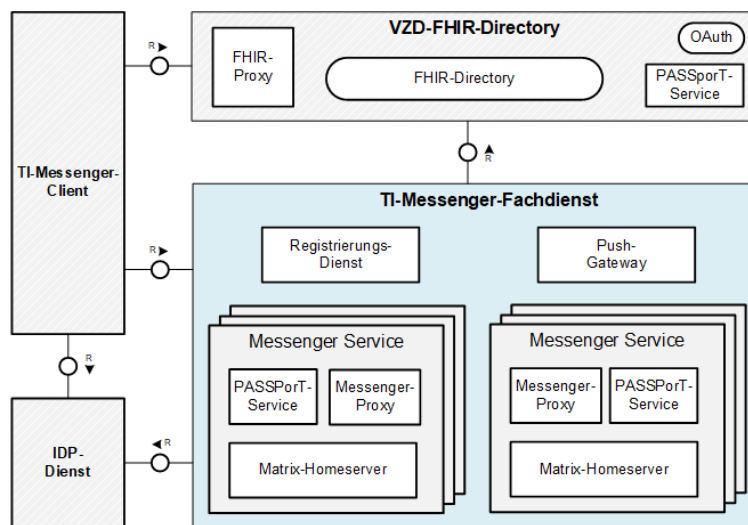 VZD-FHIR-Directory
OAuth
R
FHIR-
Proxy
FHIR-Directory
PASSporT-
Service
TI-Messenger-
Client
R
TI-Messenger-Fachdienst
R
Registrierungs-
Dienst
Push-
Gateway
Messenger Service
PASSPorT-
Service
Messenger-
Proxy
Matrix-Homeserver
Messenger Service
Messenger-
Proxy
PASSPorT-
Service
Matrix-Homeserver
R
IDP-
Dienst
R